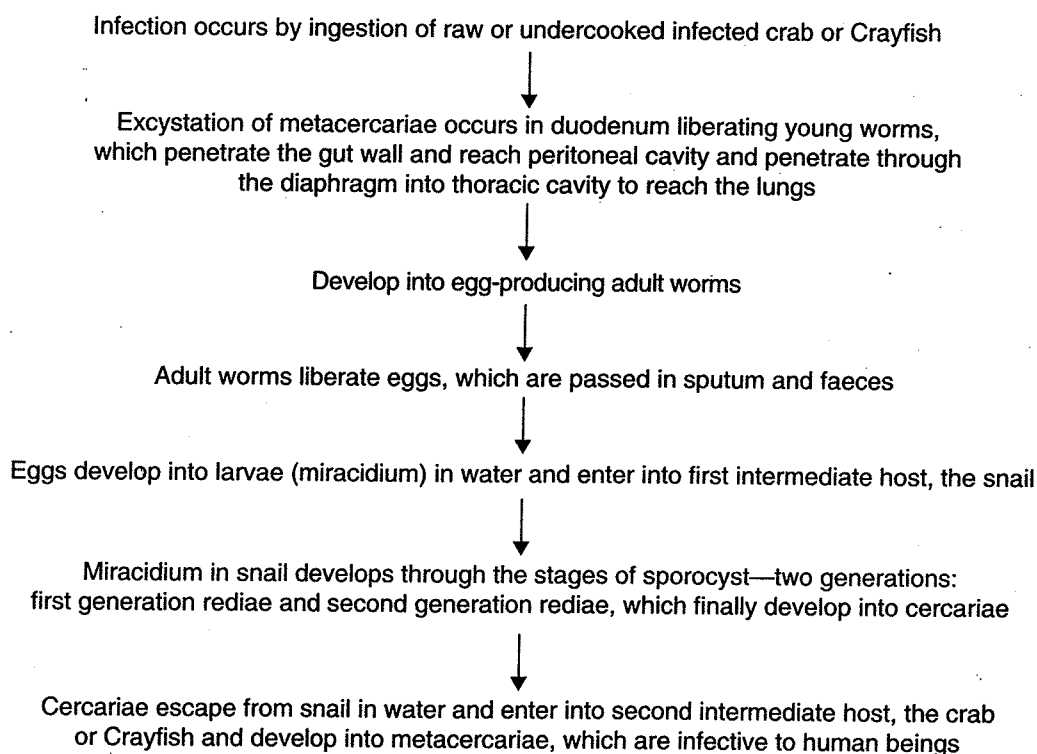 Infection occurs by ingestion of raw or undercooked infected crab or Crayfish
Excystation of metacercariae occurs in duodenum liberating young worms,
which penetrate the gut wall and reach peritoneal cavity and penetrate through
the diaphragm into thoracic cavity to reach the lungs
Develop into egg-producing adult worms
Adult worms liberate eggs, which are passed in sputum and faeces
Eggs develop into larvae (miracidium) in water and enter into first intermediate host, the snail
Miracidium in snail develops through the stages of sporocyst—two generations:
first generation rediae and second generation rediae, which finally develop into cercariae
Cercariae escape from snail in water and enter into second intermediate host, the crab
or Crayfish and develop into metacercariae, which are infective to human beings